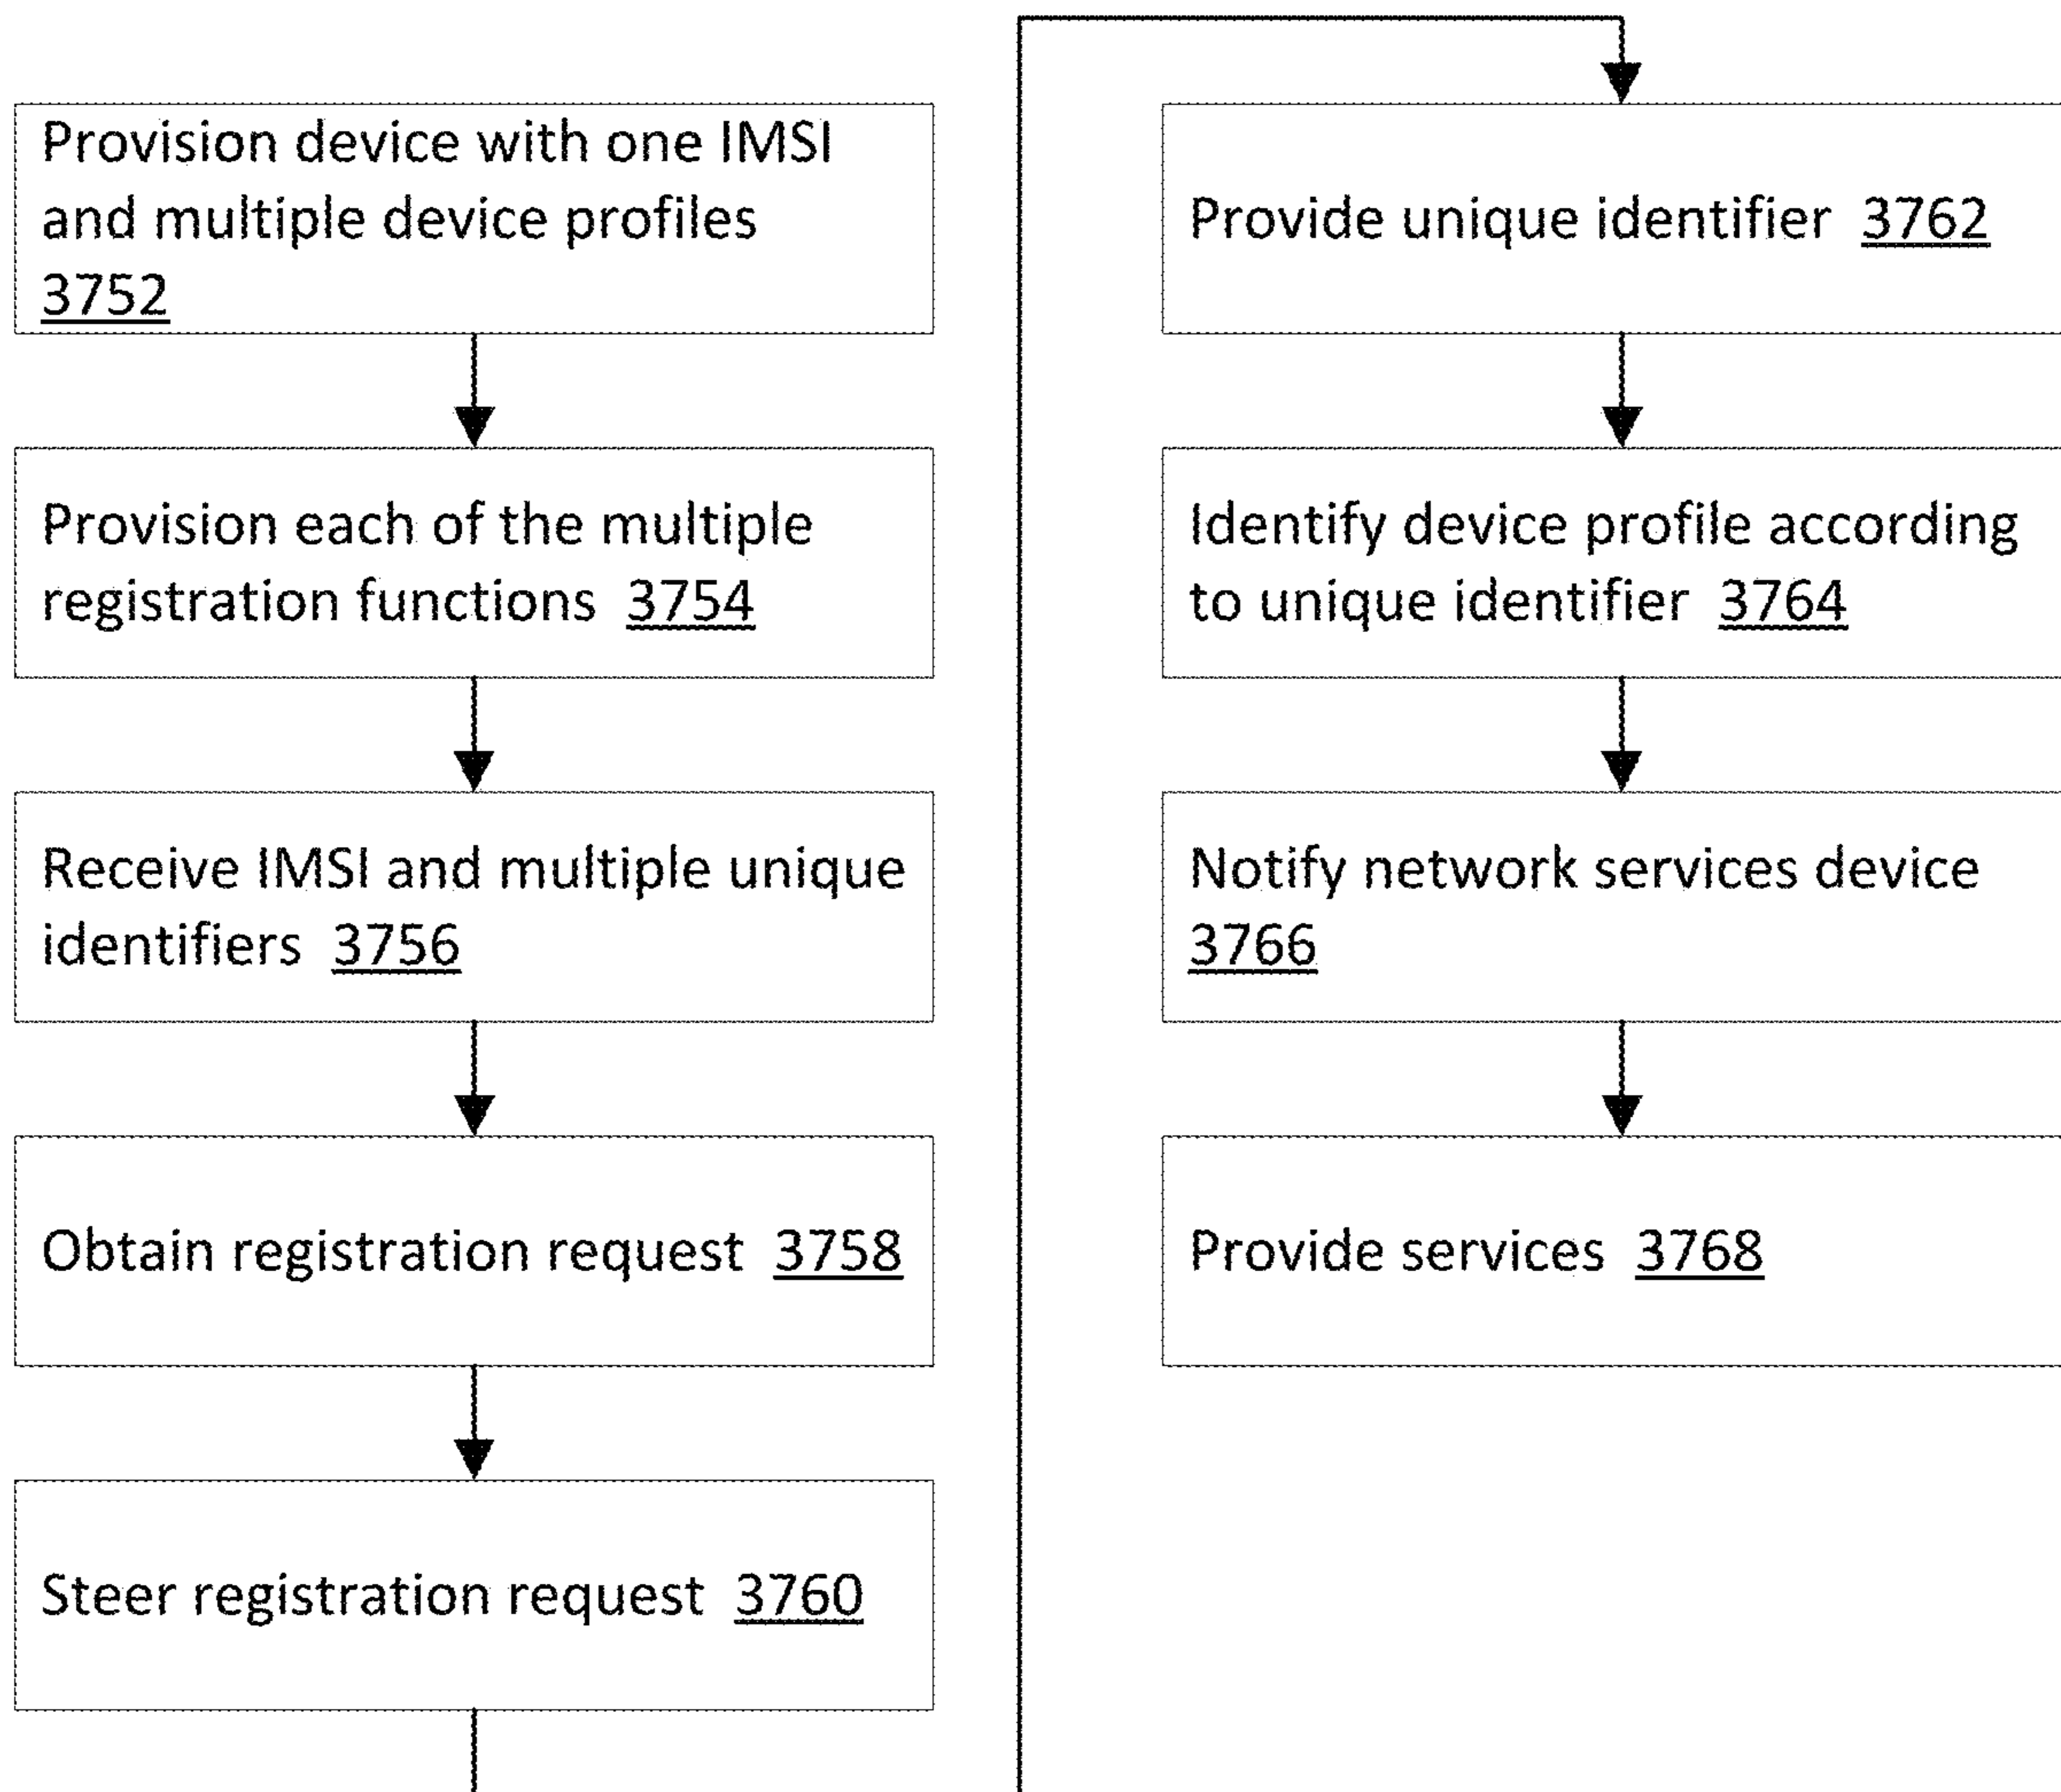 Provision device with one IMSI
and multiple device profiles
3752
Provision each of the multiple
registration functions 3754
Receive IMSI and multiple unique
identifiers 3756
Obtain registration request 3758
Steer registration request 3760
Provide unique identifier 3762
Identify device profile according
to unique identifier 3764
Notify network services device
3766
Provide services 3768